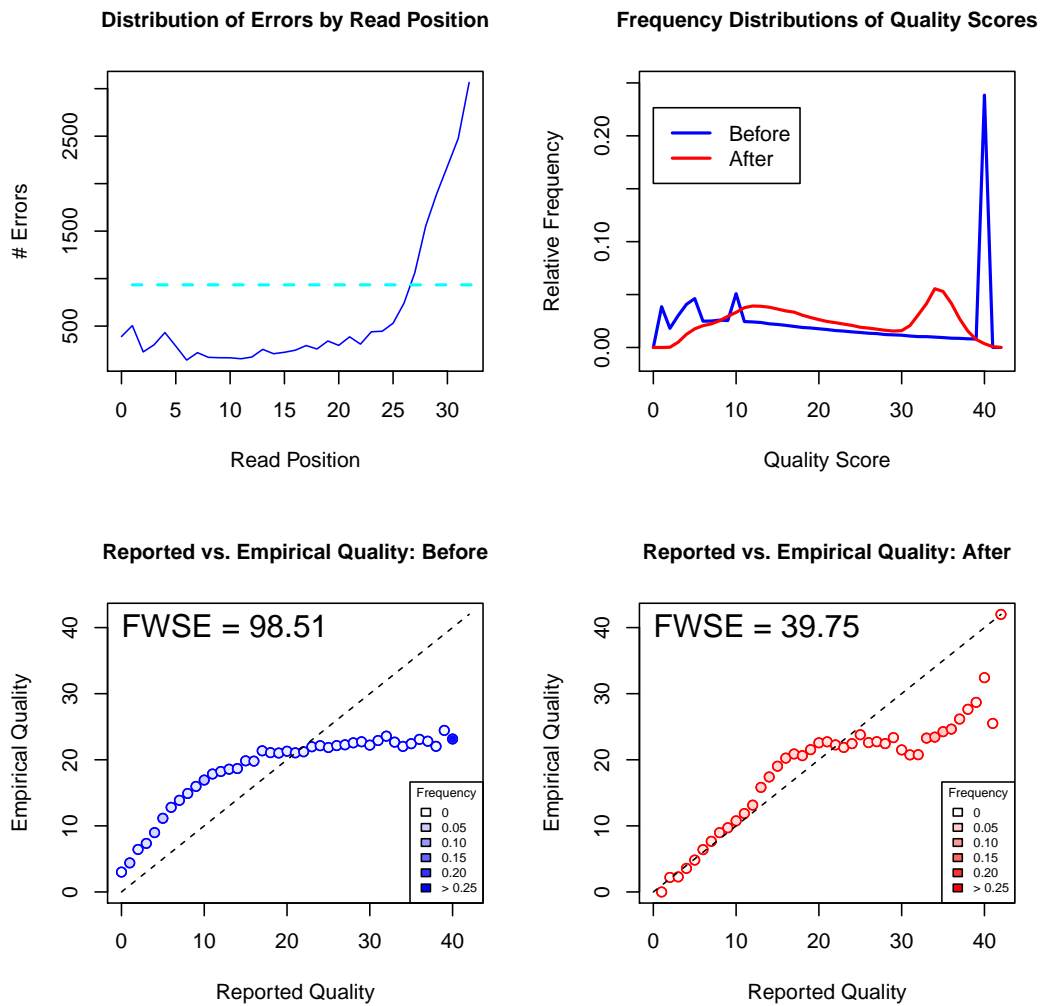 Distribution of Errors by Read Position
# Errors
500
1500
2500
0 5 10 15 20 25 30
Read Position
Frequency Distributions of Quality Scores
Relative Frequency
0.00
0.10
0.20
Before
After
0 10 20 30 40
Quality Score
Reported vs. Empirical Quality: Before
FWSE = 98.51
Empirical Quality
0
10
20
30
40
Frequency
0
0.05
0.10
0.15
0.20
> 0.25
0 10 20 30 40
Reported Quality
Reported vs. Empirical Quality: After
FWSE = 39.75
Empirical Quality
0
10
20
30
40
Frequency
0
0.05
0.10
0.15
0.20
> 0.25
0 10 20 30 40
Reported Quality